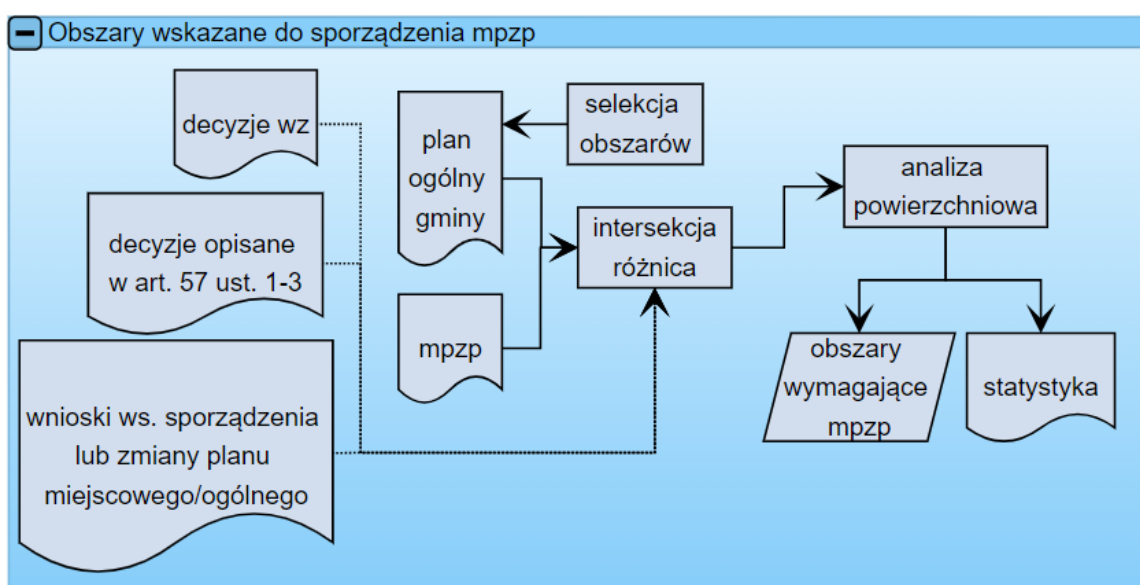 Obszary wskazane do sporządzenia mpzp
decyzje wz
decyzje opisane
w art. 57 ust. 1-3
wnioski ws. sporządzenia
lub zmiany planu
miejscowego/ogólnego
plan
ogólny
gminy
mpzp
selekcja
obszarów
intersekcja
różnica
analiza
powierzchniowa
obszary
wymagające
mpzp
statystyka